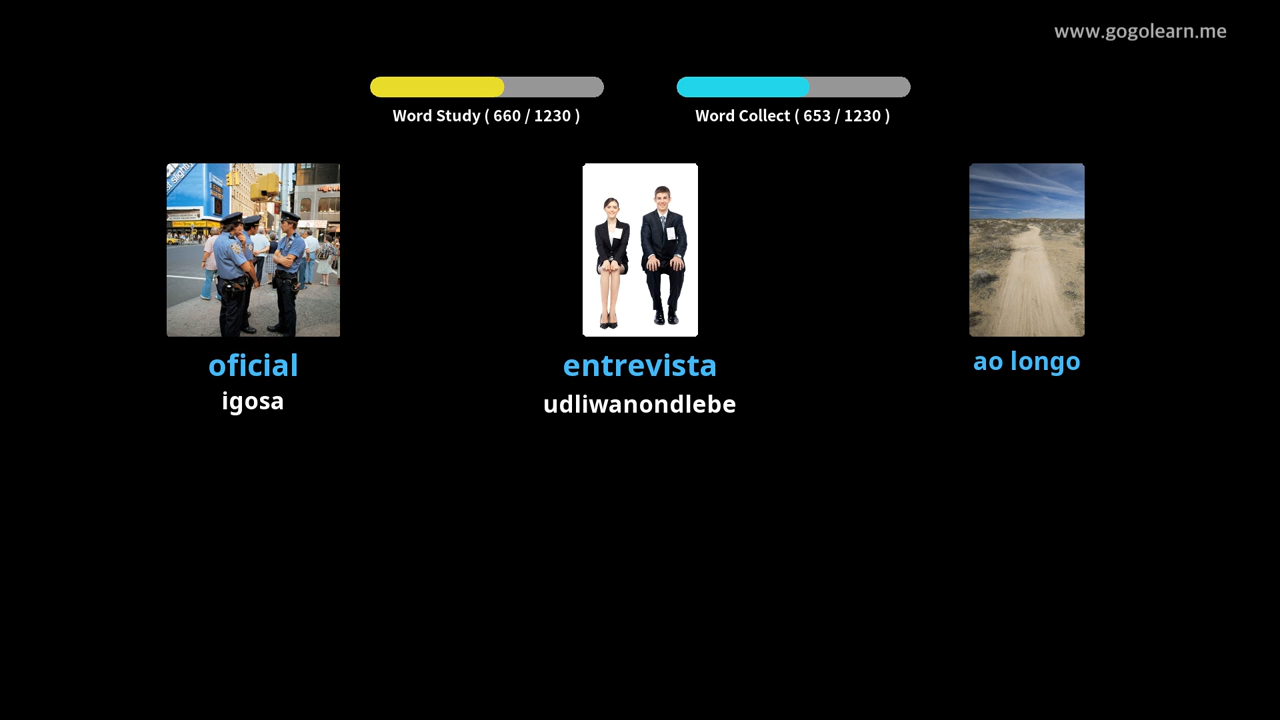 www.gogolearn.me
Word Study ( 660 / 1230 )
Word Collect ( 653 / 1230 )
oficial
igosa
entrevista
udliwanondlebe
ao longo